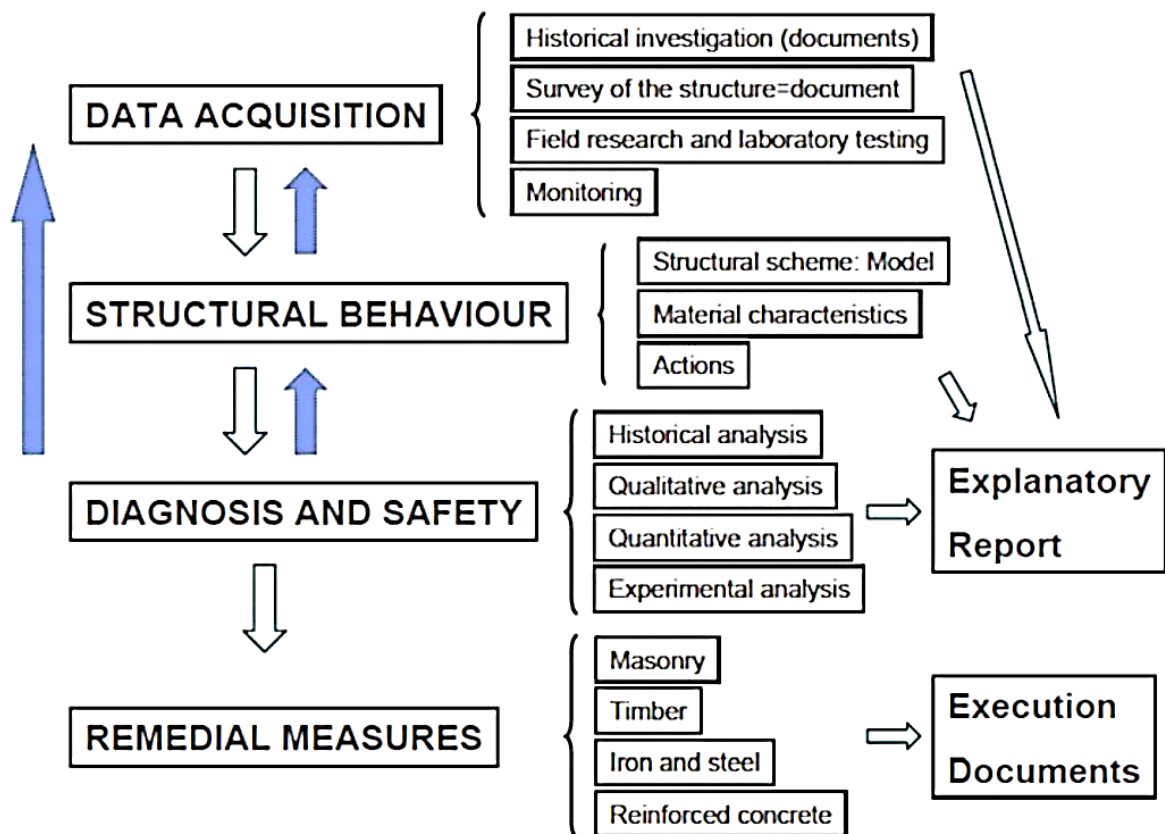 DATA ACQUISITION
Historical investigation (documents)
Survey of the structure=document
Field research and laboratory testing
Monitoring
STRUCTURAL BEHAVIOUR
Structural scheme: Model
Material characteristics
Actions
DIAGNOSIS AND SAFETY
Historical analysis
Qualitative analysis
Quantitative analysis
Experimental analysis
Explanatory
Report
REMEDIAL MEASURES
Masonry
Timber
Iron and steel
Reinforced concrete
Execution
Documents